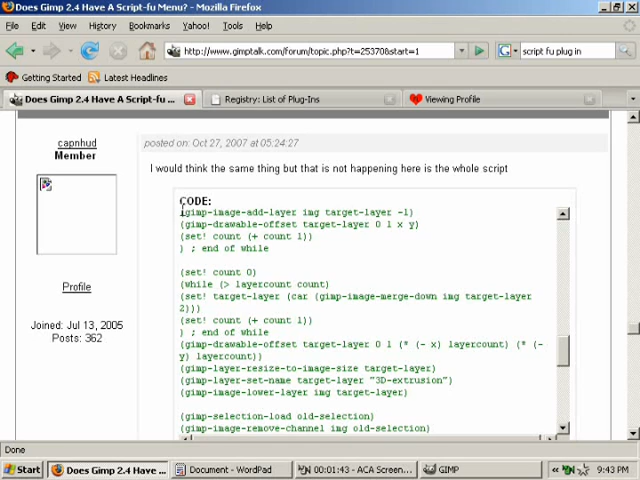 Does Gimp 2.4 Have A Script-fu Menu? - Mozilla Firefox
File Edit View History Bookmarks Yahoo! Tools Help
http://www.gimptalk.com/forum/topic.php?t=25370&start=1
script fu plug in
Getting Started Latest Headlines
Does Gimp 2.4 Have A Script-fu ...
Registry: List of Plug-Ins
Viewing Profile
capnhud
Member
posted on: Oct 27, 2007 at 05:24:27
I would think the same thing but that is not happening here is the whole script
CODE:
(gimp-image-add-layer img target-layer -1)
(gimp-drawable-offset target-layer 0 1 x y)
(set! count (+ count 1))
) ; end of while
(set! count 0)
(while (> layercount count)
(set! target-layer (car (gimp-image-merge-down img target-layer
2)))
(set! count (+ count 1))
) ; end of while
(gimp-drawable-offset target-layer 0 1 (* (- x) layercount) (* (-
y) layercount))
(gimp-layer-resize-to-image-size target-layer)
(gimp-layer-set-name target-layer "3D-extrusion")
(gimp-image-lower-layer img target-layer)
(gimp-selection-load old-selection)
(gimp-image-remove-channel img old-selection)
Profile
Joined: Jul 13, 2005
Posts: 362
Done
Start
Does Gimp 2.4 Have ...
Document - WordPad
00:01:43 - ACA Screen...
GIMP
9:43 PM